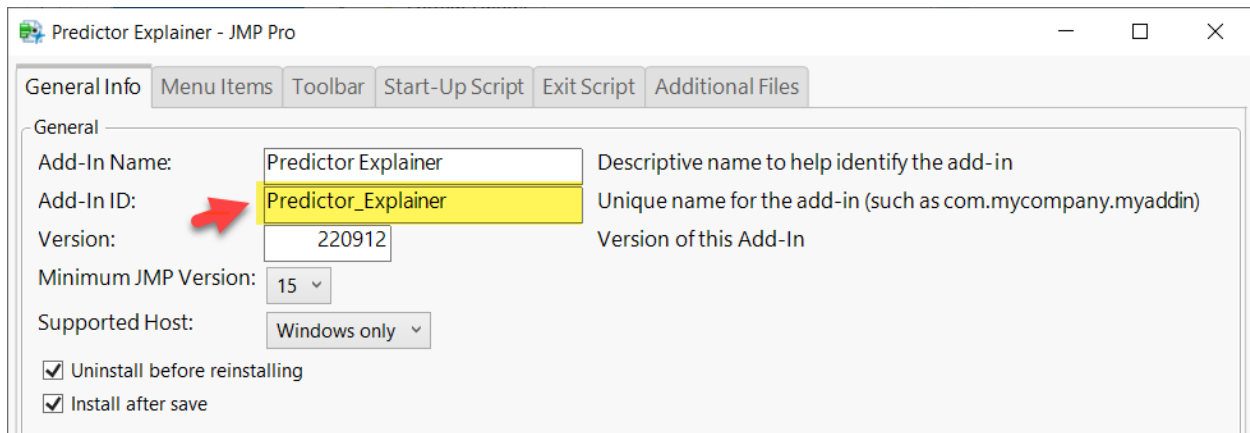 Predictor Explainer - JMP Pro
General Info Menu Items Toolbar Start-Up Script Exit Script Additional Files
General
Add-In Name: Predictor Explainer Descriptive name to help identify the add-in
Add-In ID: Predictor_Explainer Unique name for the add-in (such as com.mycompany.myaddin)
Version: 220912 Version of this Add-In
Minimum JMP Version: 15
Supported Host: Windows only
Uninstall before reinstalling
Install after save